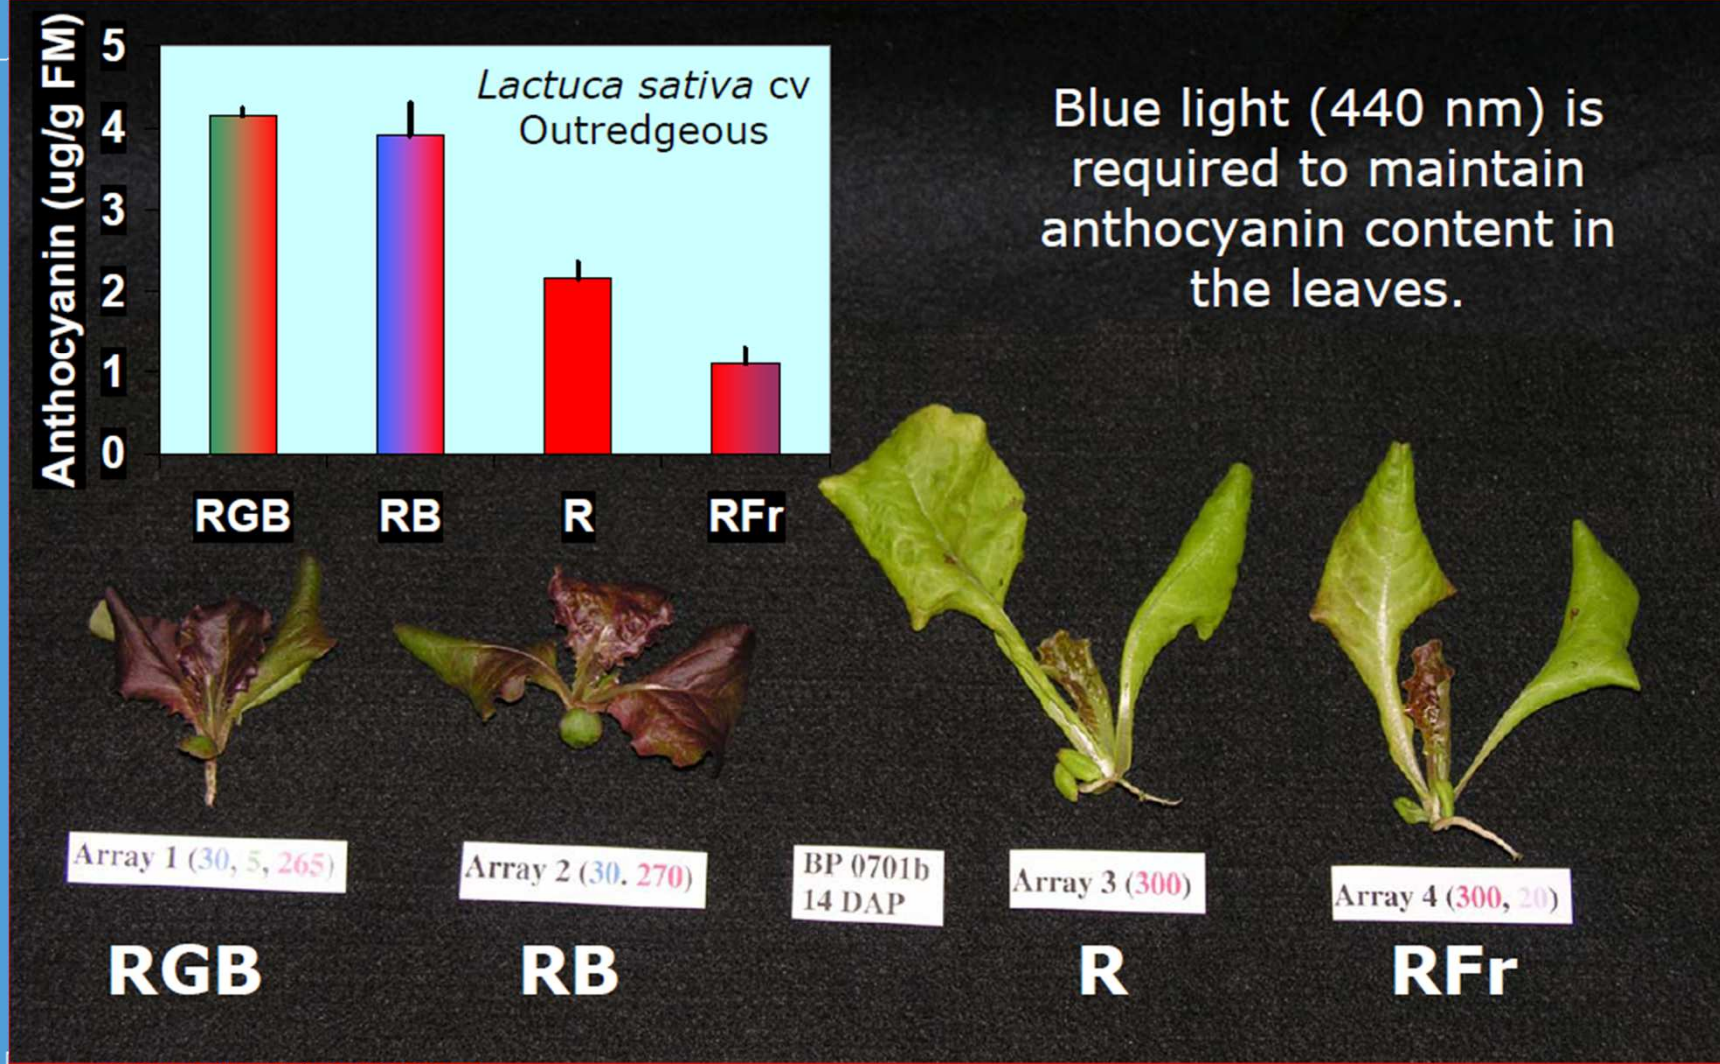 Anthocyanin (ug/g FM)
5
4
3
2
1
0
Lactuca sativa cv
Outredgeous
RGB
RB
R
RFr
Blue light (440 nm) is
required to maintain
anthocyanin content in
the leaves.
Array 1 (30, 5, 265)
Array 2 (30. 270)
BP 0701b
14 DAP
Array 3 (300)
Array 4 (300, 20)
RGB
RB
R
RFr